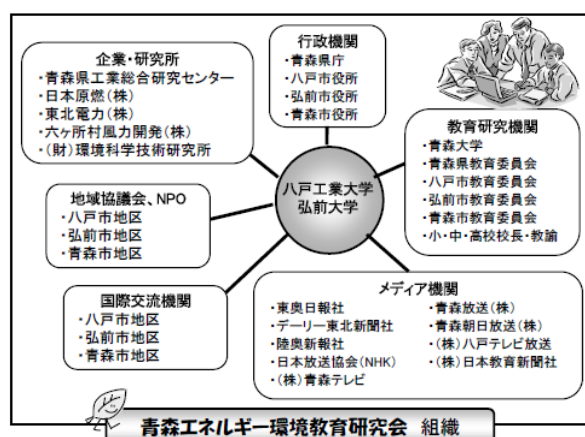 企業・研究所
・青森県工業総合研究センター
・日本原燃(株)
・東北電力(株)
・六ヶ所村風力開発(株)
・(財)環境科学技術研究所
行政機関
・青森県庁
・八戸市役所
・弘前市役所
・青森市役所
教育研究機関
・青森大学
・青森県教育委員会
・八戸市教育委員会
・弘前市教育委員会
・青森市教育委員会
・小・中・高校校長・教諭
八戸工業大学
弘前大学
地域協議会、NPO
・八戸市地区
・弘前市地区
・青森市地区
国際交流機関
・八戸市地区
・弘前市地区
・青森市地区
メディア機関
・東奥日報社
・デーリー東北新聞社
・陸奥新報社
・日本放送協会(NHK)
・(株)青森テレビ
・青森放送(株)
・青森朝日放送(株)
・(株)八戸テレビ放送
・(株)日本教育新聞社
青森エネルギー環境教育研究会 組織